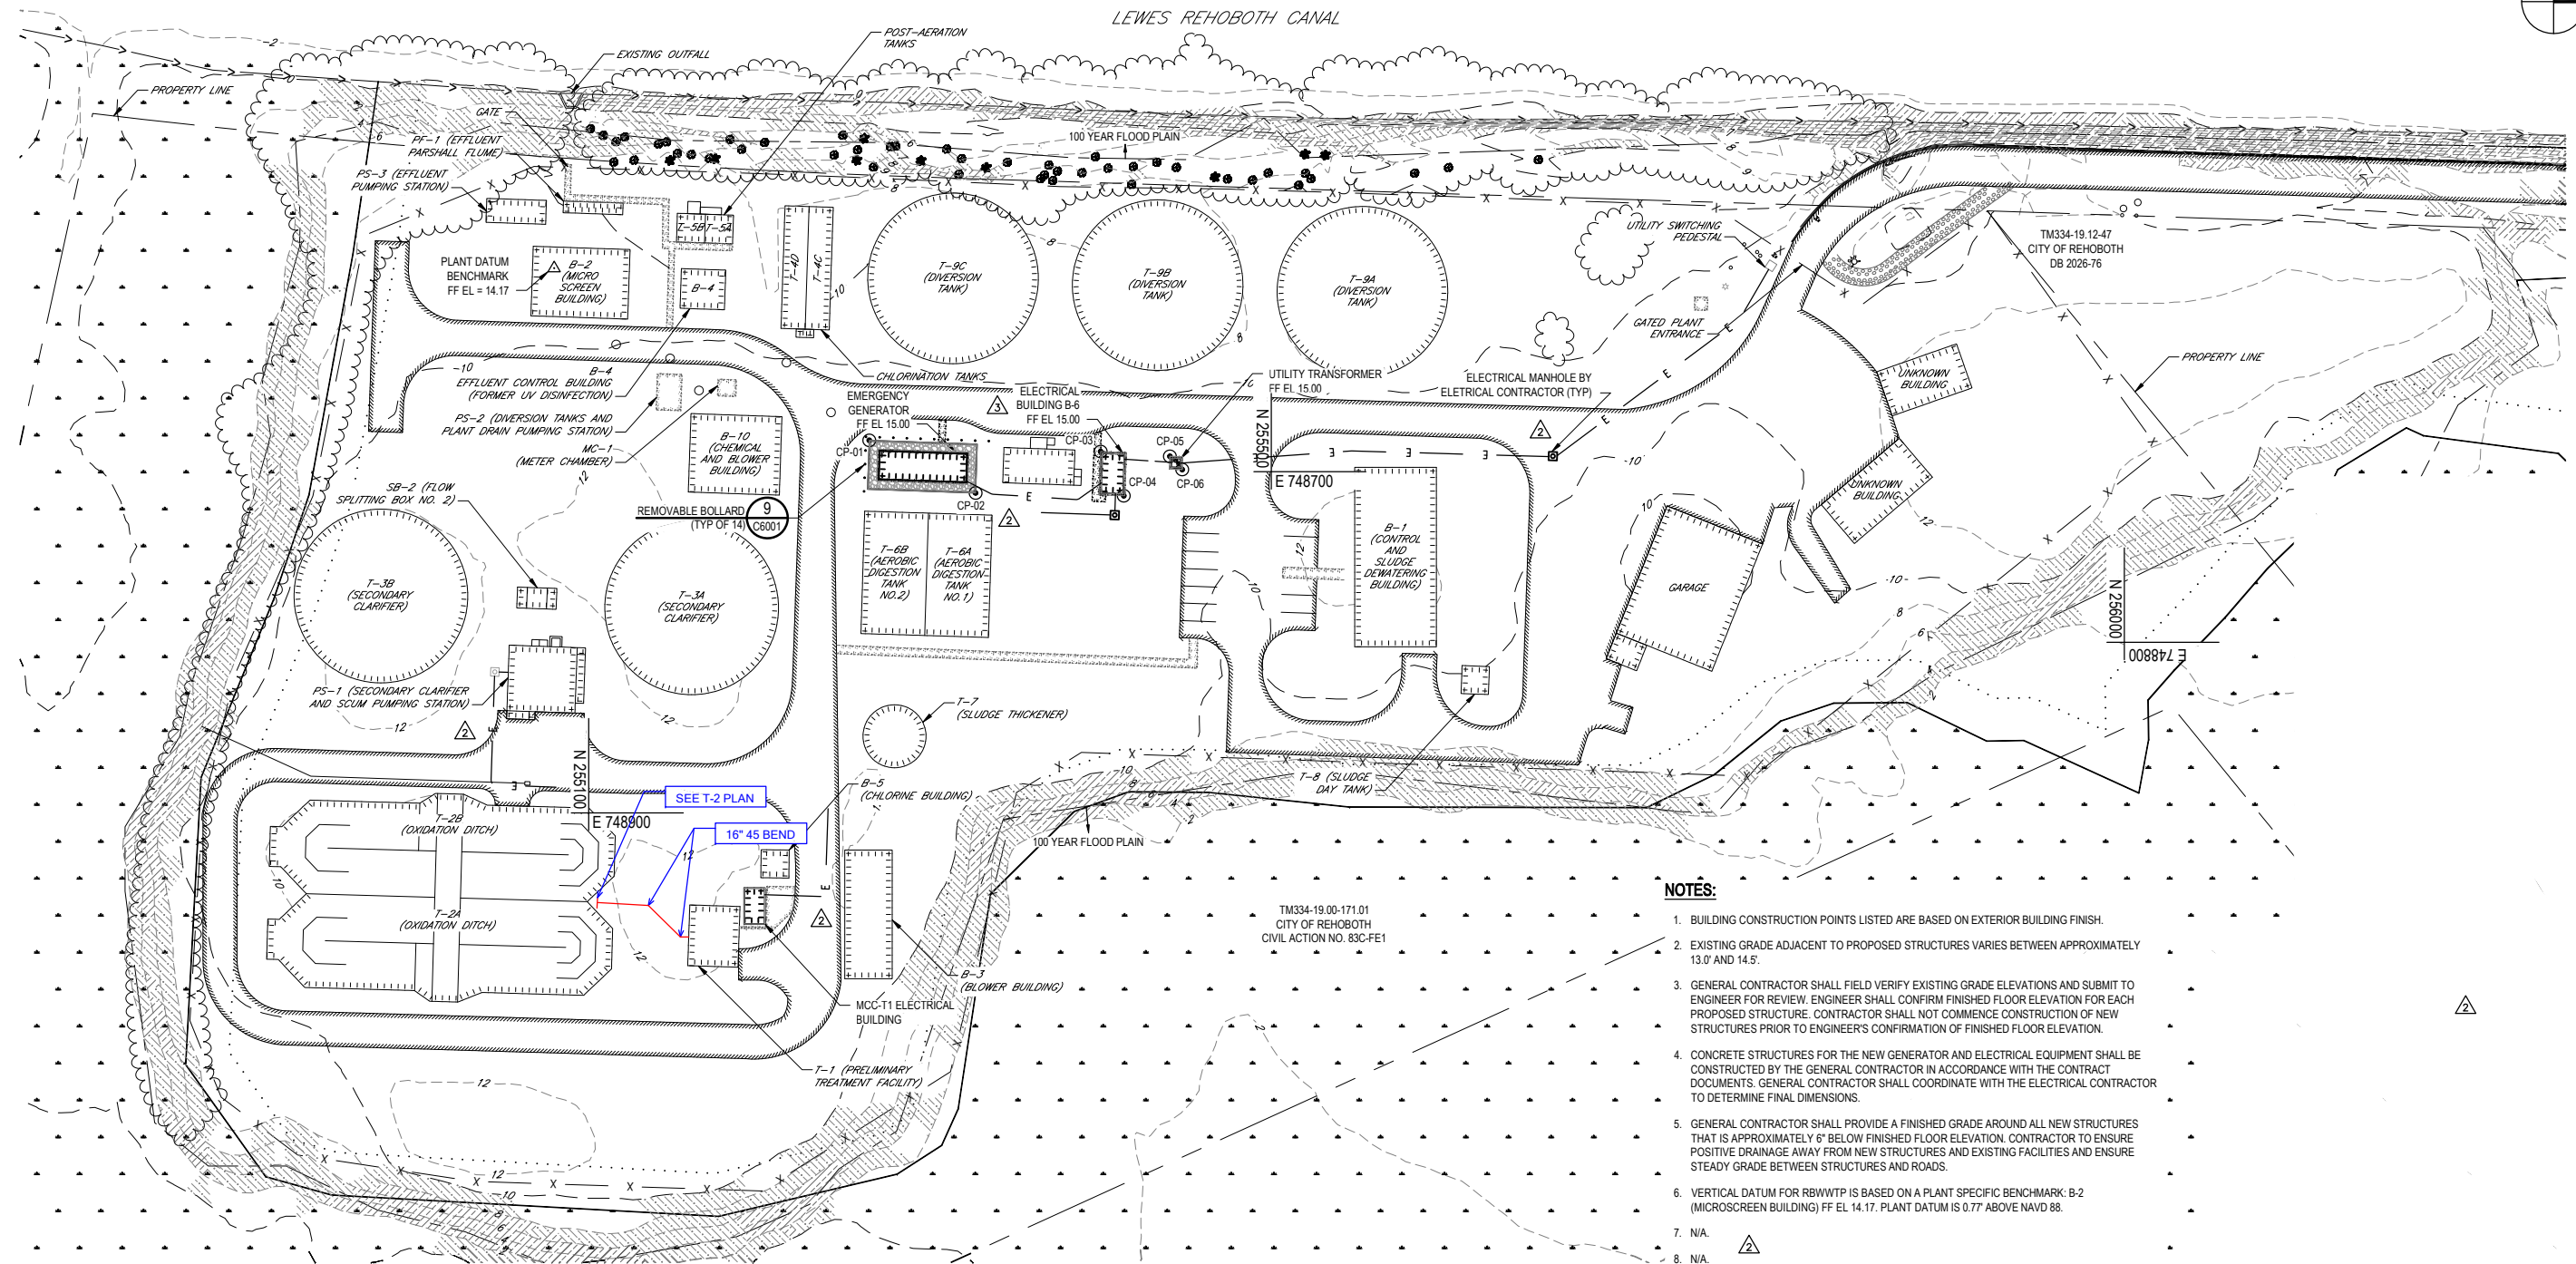 LEWES REHOBOTH CANAL
POST-AERATION
TANKS
EXISTING OUTFALL
PROPERTY LINE
GATE
PF-1 (EFFLUENT
PARSHALL FLUME)
100 YEAR FLOOD PLAIN
PS-3 (EFFLUENT
PUMPING STATION)
T-5B
T-5A
UTILITY SWITCHING
PEDESTAL
TM334-19.12-47
CITY OF REHOBOTH
DB 2026-76
PLANT DATUM
BENCHMARK
FF EL = 14.17
B-2
(MICRO
SCREEN
BUILDING)
B-4
T-4D
T-4C
T-9C
(DIVERSION
TANK)
T-9B
(DIVERSION
TANK)
T-9A
(DIVERSION
TANK)
GATED PLANT
ENTRANCE
PROPERTY LINE
B-4
EFFLUENT CONTROL BUILDING
(FORMER UV DISINFECTION)
CHLORINATION TANKS
UTILITY TRANSFORMER
FF EL 15.00
ELECTRICAL MANHOLE BY
ELETRICAL CONTRACTOR (TYP)
UNKNOWN
BUILDING
EMERGENCY
GENERATOR
FF EL 15.00
3
ELECTRICAL
BUILDING B-6
FF EL 15.00
PS-2 (DIVERSION TANKS AND
PLANT DRAIN PUMPING STATION)
MC-1
(METER CHAMBER)
B-10
(CHEMICAL
AND BLOWER
BUILDING)
CP-01
CP-02
CP-03
CP-04
CP-05
CP-06
N 255500
E 748700
2
SB-2 (FLOW
SPLITTING BOX NO. 2)
REMOVABLE BOLLARD
(TYP OF 14)
9
C6001
2
UNKNOWN
BUILDING
T-6B
(AEROBIC
DIGESTION
TANK
NO.2)
T-6A
(AEROBIC
DIGESTION
TANK
NO.1)
B-1
(CONTROL
AND
SLUDGE
DEWATERING
BUILDING)
GARAGE
T-3B
(SECONDARY
CLARIFIER)
T-3A
(SECONDARY
CLARIFIER)
N 256000
E 748800
PS-1 (SECONDARY CLARIFIER
AND SCUM PUMPING STATION)
2
T-7
(SLUDGE THICKENER)
T-8 (SLUDGE
DAY TANK)
N 255100
E 748900
SEE T-2 PLAN
16" 45 BEND
B-5
(CHLORINE BUILDING)
100 YEAR FLOOD PLAIN
T-2B
(OXIDATION DITCH)
T-2A
(OXIDATION DITCH)
2
B-3
(BLOWER BUILDING)
MCC-T1 ELECTRICAL
BUILDING
T-1 (PRELIMINARY
TREATMENT FACILITY)
TM334-19.00-171.01
CITY OF REHOBOTH
CIVIL ACTION NO. 83C-FE1
NOTES:
1. BUILDING CONSTRUCTION POINTS LISTED ARE BASED ON EXTERIOR BUILDING FINISH.
2. EXISTING GRADE ADJACENT TO PROPOSED STRUCTURES VARIES BETWEEN APPROXIMATELY
13.0' AND 14.5'.
3. GENERAL CONTRACTOR SHALL FIELD VERIFY EXISTING GRADE ELEVATIONS AND SUBMIT TO
ENGINEER FOR REVIEW. ENGINEER SHALL CONFIRM FINISHED FLOOR ELEVATION FOR EACH
PROPOSED STRUCTURE. CONTRACTOR SHALL NOT COMMENCE CONSTRUCTION OF NEW
STRUCTURES PRIOR TO ENGINEER'S CONFIRMATION OF FINISHED FLOOR ELEVATION.
4. CONCRETE STRUCTURES FOR THE NEW GENERATOR AND ELECTRICAL EQUIPMENT SHALL BE
CONSTRUCTED BY THE GENERAL CONTRACTOR IN ACCORDANCE WITH THE CONTRACT
DOCUMENTS. GENERAL CONTRACTOR SHALL COORDINATE WITH THE ELECTRICAL CONTRACTOR
TO DETERMINE FINAL DIMENSIONS.
5. GENERAL CONTRACTOR SHALL PROVIDE A FINISHED GRADE AROUND ALL NEW STRUCTURES
THAT IS APPROXIMATELY 6" BELOW FINISHED FLOOR ELEVATION. CONTRACTOR TO ENSURE
POSITIVE DRAINAGE AWAY FROM NEW STRUCTURES AND EXISTING FACILITIES AND ENSURE
STEADY GRADE BETWEEN STRUCTURES AND ROADS.
6. VERTICAL DATUM FOR RBWWTP IS BASED ON A PLANT SPECIFIC BENCHMARK: B-2
(MICROSCREEN BUILDING) FF EL 14.17. PLANT DATUM IS 0.77' ABOVE NAVD 88.
7. N/A.
8. N/A.
2
2